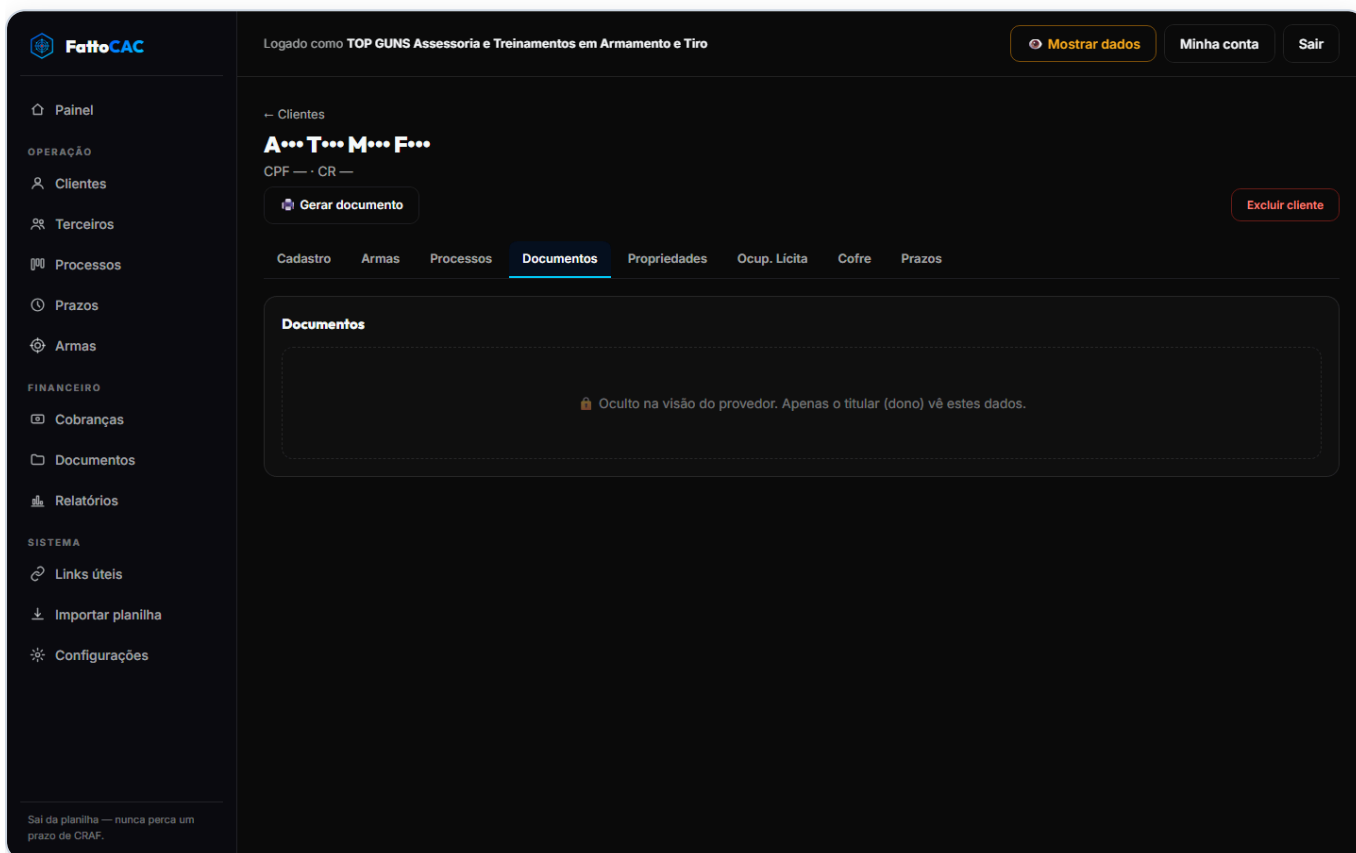 FattoCAC
Logado como TOP GUNS Assessoria e Treinamentos em Armamento e Tiro
Mostrar dados
Minha conta
Sair
Painel
OPERAÇÃO
Clientes
Terceiros
Processos
Prazos
Armas
FINANCEIRO
Cobranças
Documentos
Relatórios
SISTEMA
Links úteis
Importar planilha
Configurações
Sai da planilha — nunca perca um
prazo de CRAF.
← Clientes
A••• T••• M••• F•••
CPF — · CR —
Gerar documento
Excluir cliente
Cadastro
Armas
Processos
Documentos
Propriedades
Ocup. Lícita
Cofre
Prazos
Documentos
Oculto na visão do provedor. Apenas o titular (dono) vê estes dados.